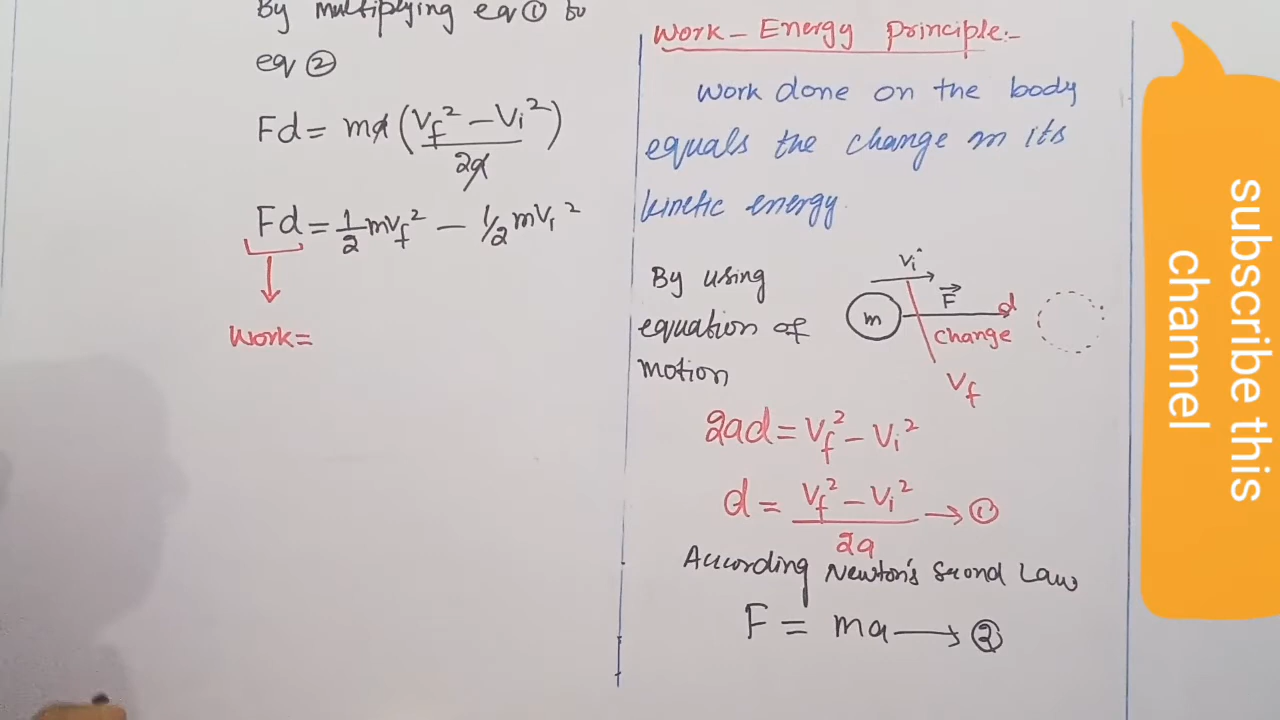 By multiplying eq ① to
eq ②
Fd = ma (Vf² – Vi²) / 2a
Fd = 1/2 mVf² – 1/2 mVi²
Work =
Work – Energy Principle:-
Work done on the body
equals the change in its
kinetic energy.
By using
equation of
motion
Vi
m
F
d
change
Vf
2ad = Vf² – Vi²
d = (Vf² – Vi²) / 2a → ①
According Newton's Second Law
F = ma → ②
subscribe this
channel